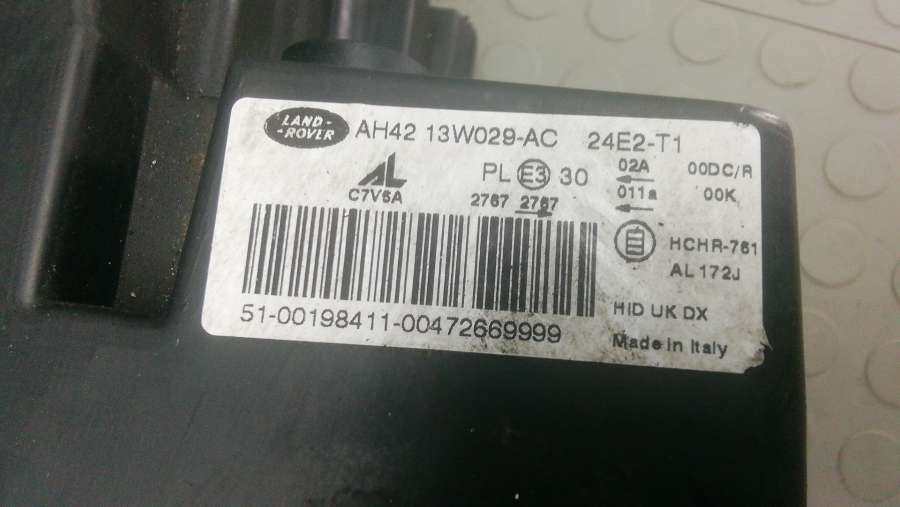 LAND-
ROVER
AH42 13W029-AC 24E2-T1
AL
C7V5A
PL E3 30
2767 2767
02A 00DC/R
011a 00K
HCHR-761
AL 172J
HID UK DX
Made in Italy
51-00198411-00472669999